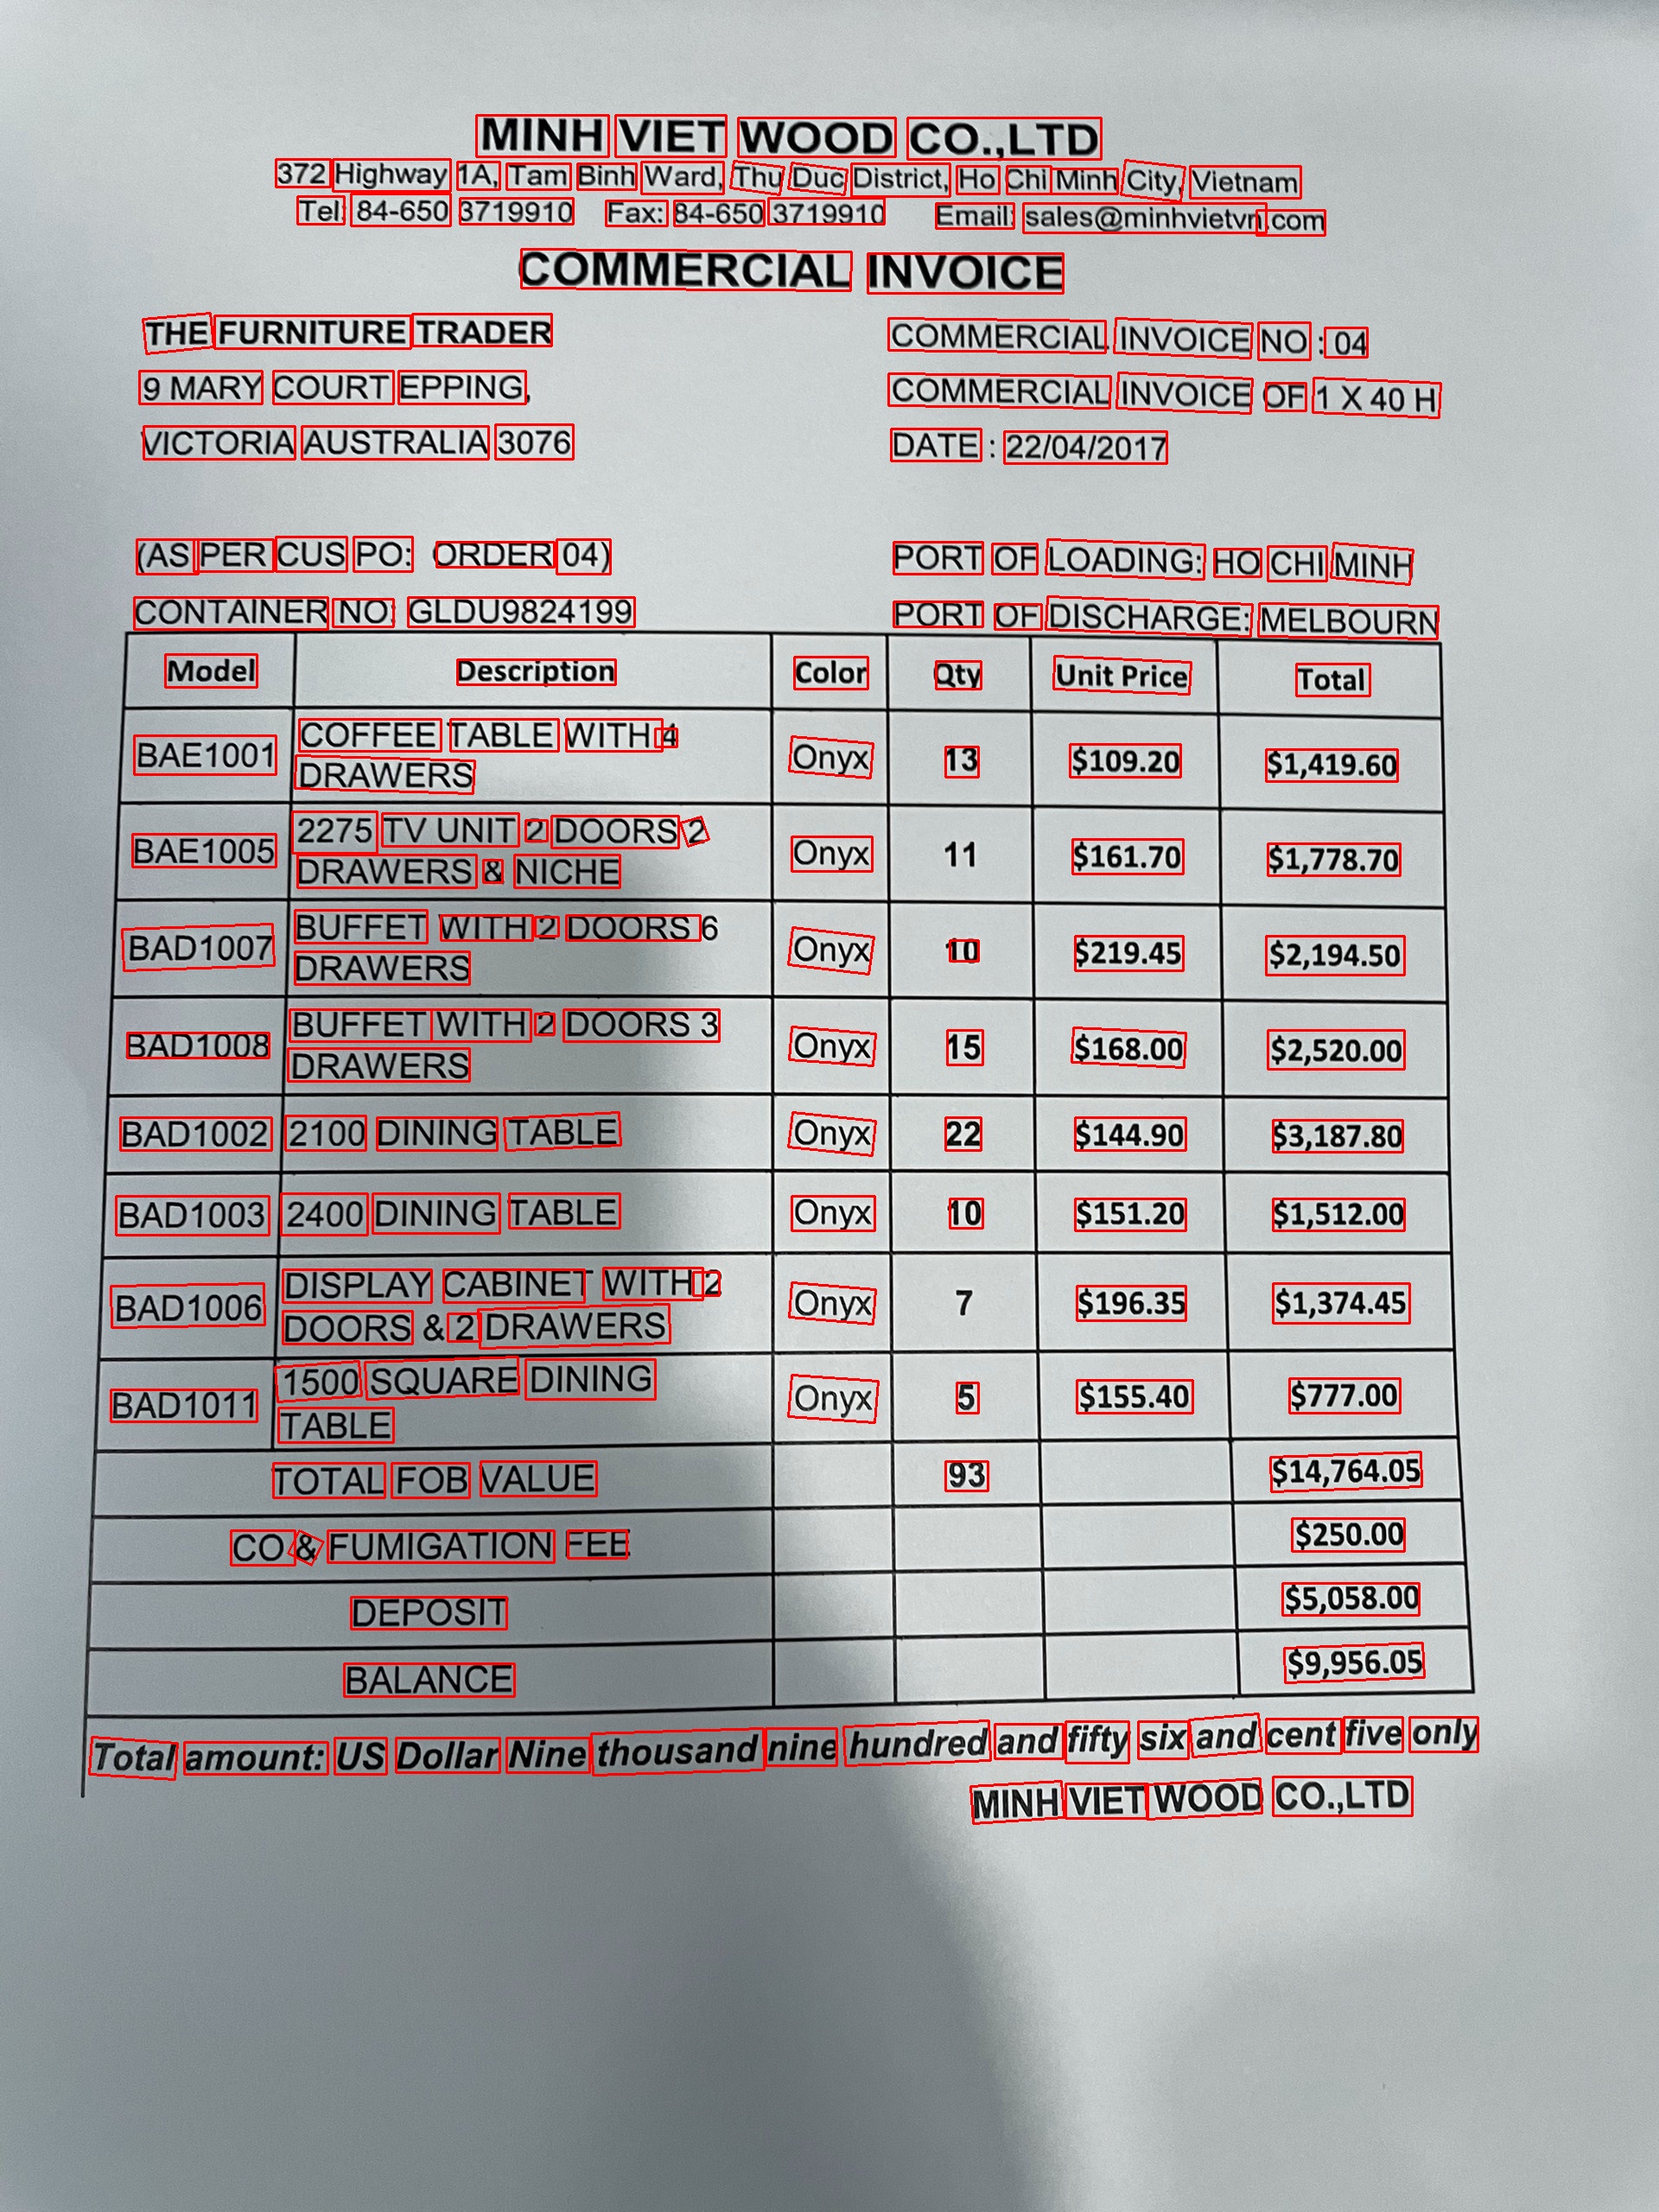 MINH VIET WOOD CO.,LTD
372 Highway 1A, Tam Binh Ward, Thu Duc District, Ho Chi Minh City, Vietnam
Tel: 84-650 3719910 Fax: 84-650 3719910 Email: sales@minhvietvn.com
COMMERCIAL INVOICE
THE FURNITURE TRADER COMMERCIAL INVOICE NO : 04
9 MARY COURT EPPING, COMMERCIAL INVOICE OF 1 X 40 H
VICTORIA AUSTRALIA 3076 DATE : 22/04/2017
(AS PER CUS PO: ORDER 04) PORT OF LOADING: HO CHI MINH
CONTAINER NO: GLDU9824199 PORT OF DISCHARGE: MELBOURN
Model Description Color Qty Unit Price Total
BAE1001 COFFEE TABLE WITH 4 DRAWERS Onyx 13 $109.20 $1,419.60
BAE1005 2275 TV UNIT 2 DOORS 2 DRAWERS & NICHE Onyx 11 $161.70 $1,778.70
BAD1007 BUFFET WITH 2 DOORS 6 DRAWERS Onyx 10 $219.45 $2,194.50
BAD1008 BUFFET WITH 2 DOORS 3 DRAWERS Onyx 15 $168.00 $2,520.00
BAD1002 2100 DINING TABLE Onyx 22 $144.90 $3,187.80
BAD1003 2400 DINING TABLE Onyx 10 $151.20 $1,512.00
BAD1006 DISPLAY CABINET WITH 2 DOORS & 2 DRAWERS Onyx 7 $196.35 $1,374.45
BAD1011 1500 SQUARE DINING TABLE Onyx 5 $155.40 $777.00
TOTAL FOB VALUE 93 $14,764.05
CO & FUMIGATION FEE $250.00
DEPOSIT $5,058.00
BALANCE $9,956.05
Total amount: US Dollar Nine thousand nine hundred and fifty six and cent five only
MINH VIET WOOD CO.,LTD